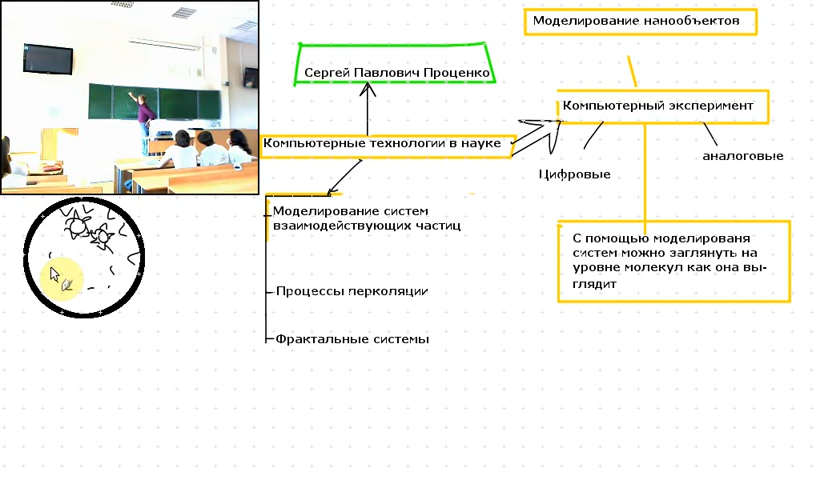 Моделирование нанообъектов
Сергей Павлович Проценко
Компьютерный эксперимент
Компьютерные технологии в науке
аналоговые
Цифровые
Моделирование систем
взаимодействующих частиц
С помощью моделированя
систем можно заглянуть на
уровне молекул как она вы-
глядит
Процессы перколяции
Фрактальные системы